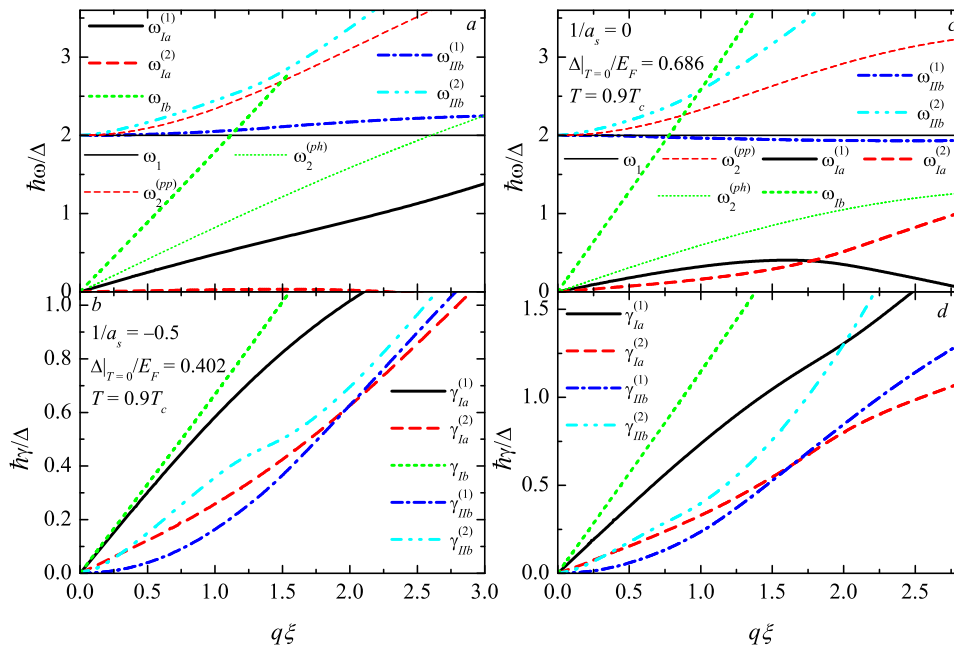 a
3
2
1
0
ħω/Δ
ω_{Ia}^{(1)}
ω_{Ia}^{(2)}
ω_{Ib}
ω_{IIb}^{(1)}
ω_{IIb}^{(2)}
ω_1
ω_2^{(ph)}
ω_2^{(pp)}
b
1.0
0.8
0.6
0.4
0.2
0.0
ħγ/Δ
1/a_s = –0.5
Δ|_{T = 0}/E_F = 0.402
T = 0.9T_c
γ_{Ia}^{(1)}
γ_{Ia}^{(2)}
γ_{Ib}
γ_{IIb}^{(1)}
γ_{IIb}^{(2)}
0.0 0.5 1.0 1.5 2.0 2.5 3.0
q ξ
c
3
2
1
0
ħω/Δ
1/a_s = 0
Δ|_{T = 0}/E_F = 0.686
T = 0.9T_c
ω_{IIb}^{(1)}
ω_{IIb}^{(2)}
ω_1 ω_2^{(pp)} ω_{Ia}^{(1)} ω_{Ia}^{(2)}
ω_2^{(ph)} ω_{Ib}
d
1.5
1.0
0.5
0.0
ħγ/Δ
γ_{Ia}^{(1)}
γ_{Ia}^{(2)}
γ_{IIb}^{(1)}
γ_{IIb}^{(2)}
0.0 0.5 1.0 1.5 2.0 2.5
q ξ